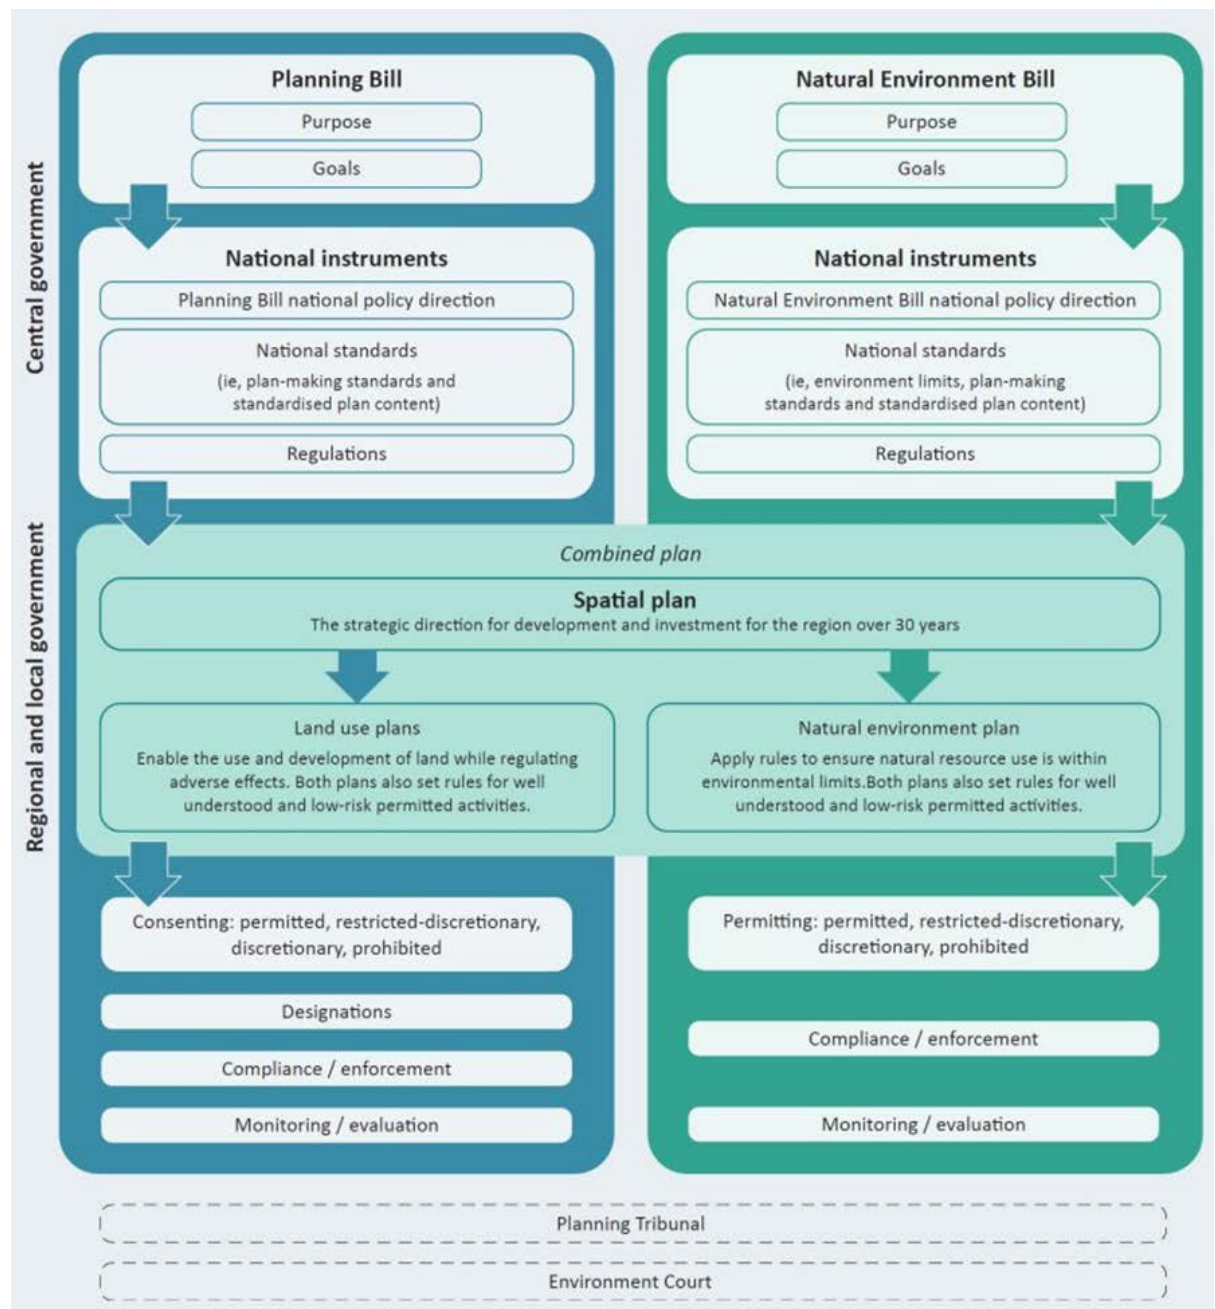 Central government
Planning Bill
Purpose
Goals
National instruments
Planning Bill national policy direction
National standards
(ie, plan-making standards and
standardised plan content)
Regulations
Natural Environment Bill
Purpose
Goals
National instruments
Natural Environment Bill national policy direction
National standards
(ie, environment limits, plan-making
standards and standardised plan content)
Regulations
Regional and local government
Combined plan
Spatial plan
The strategic direction for development and investment for the region over 30 years
Land use plans
Enable the use and development of land while regulating
adverse effects. Both plans also set rules for well
understood and low-risk permitted activities.
Natural environment plan
Apply rules to ensure natural resource use is within
environmental limits.Both plans also set rules for well
understood and low-risk permitted activities.
Consenting: permitted, restricted-discretionary,
discretionary, prohibited
Designations
Compliance / enforcement
Monitoring / evaluation
Permitting: permitted, restricted-discretionary,
discretionary, prohibited
Compliance / enforcement
Monitoring / evaluation
Planning Tribunal
Environment Court